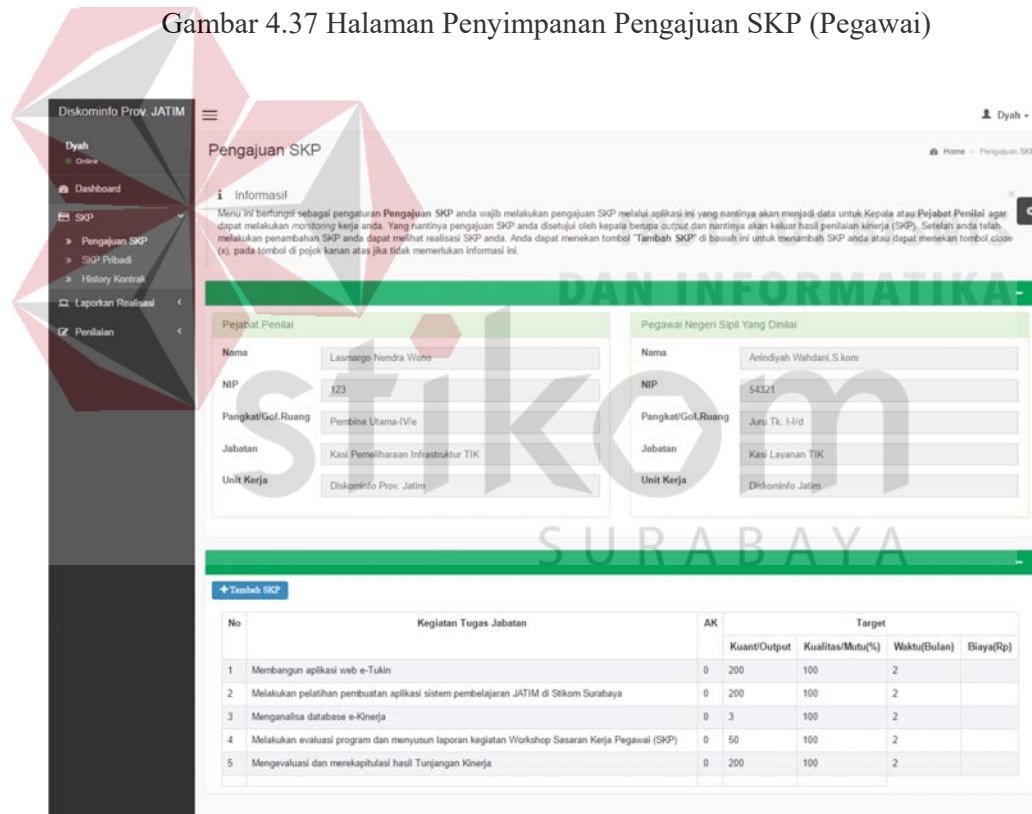 Gambar 4.37 Halaman Penyimpanan Pengajuan SKP (Pegawai)
Diskominfo Prov. JATIM
Dyah
Dyah
Online
Dashboard
SKP
Pengajuan SKP
SKP Pribadi
History Kontrak
Laporkan Realisasi
Penilaian
Pengajuan SKP
Home > Pengajuan SKP
i Informasi!
Menu ini berfungsi sebagai pengaturan Pengajuan SKP anda wajib melakukan pengajuan SKP melalui aplikasi ini yang nantinya akan menjadi data untuk Kepala atau Pejabat Penilai agar
dapat melakukan monitoring kerja anda. Yang nantinya pengajuan SKP anda disetujui oleh kepala berupa output dan nantinya akan keluar hasil penilaian kinerja (SKP). Setelah anda telah
melakukan penambahan SKP anda dapat melihat realisasi SKP anda. Anda dapat menekan tombol "Tambah SKP" di bawah ini untuk menambah SKP anda atau dapat menekan tombol close
(x), pada tombol di pojok kanan atas jika tidak memerlukan informasi ini.
DAN INFORMATIKA
Pejabat Penilai
Nama Lasmargo Nendra Wono
NIP 123
Pangkat/Gol.Ruang Pembina Utama-IV/e
Jabatan Kasi Pemeliharaan Infrastruktur TIK
Unit Kerja Diskominfo Prov. Jatim
Pegawai Negeri Sipil Yang Dinilai
Nama Anindiyah Wahdani.S.kom
NIP 54321
Pangkat/Gol.Ruang Juru Tk. I-I/d
Jabatan Kasi Layanan TIK
Unit Kerja Diskominfo Jatim
stikom
SURABAYA
+Tambah SKP
No Kegiatan Tugas Jabatan AK Target
Kuant/Output Kualitas/Mutu(%) Waktu(Bulan) Biaya(Rp)
1 Membangun aplikasi web e-Tukin 0 200 100 2
2 Melakukan pelatihan pembuatan aplikasi sistem pembelajaran JATIM di Stikom Surabaya 0 200 100 2
3 Menganalisa database e-Kinerja 0 3 100 2
4 Melakukan evaluasi program dan menyusun laporan kegiatan Workshop Sasaran Kerja Pegawai (SKP) 0 50 100 2
5 Mengevaluasi dan merekapitulasi hasil Tunjangan Kinerja 0 200 100 2